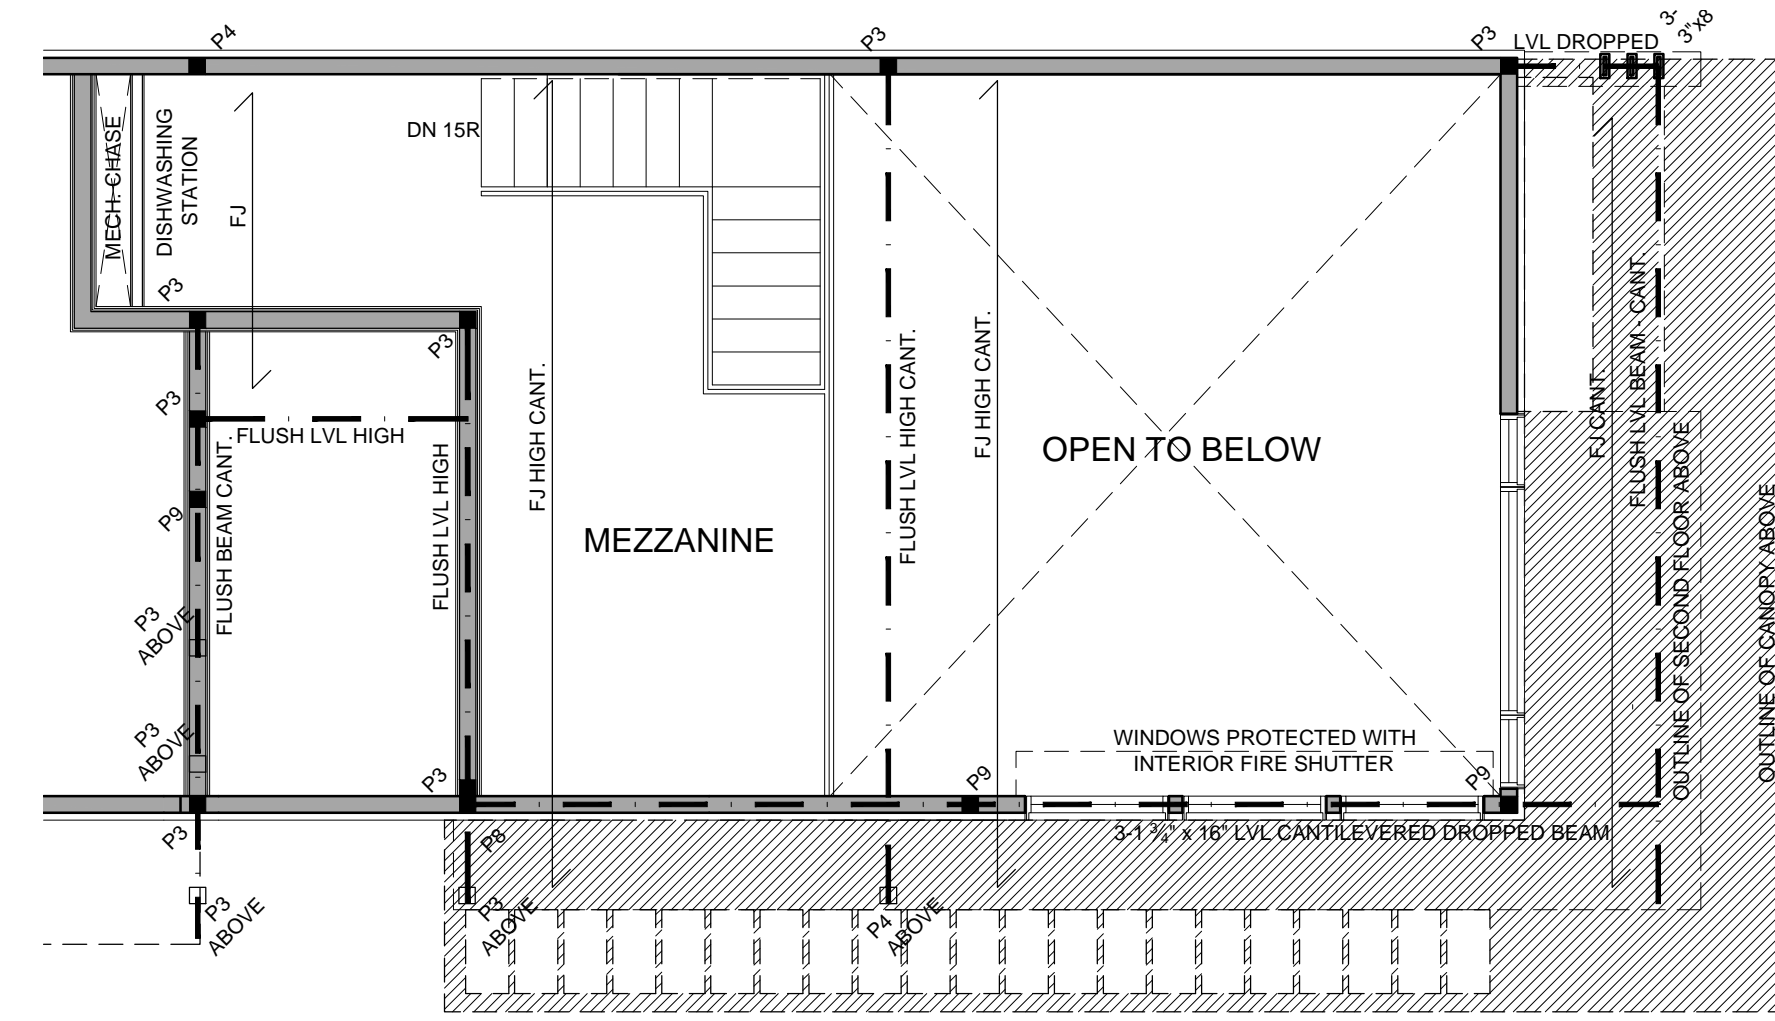 P4
P3
P3
LVL DROPPED
3-
3"x8
MECH. CHASE
DISHWASHING
STATION
FJ
DN 15R
P3
P3
P3
FLUSH LVL HIGH
FLUSH BEAM CANT.
FLUSH LVL HIGH
FJ HIGH CANT.
MEZZANINE
FLUSH LVL HIGH CANT.
FJ HIGH CANT.
OPEN TO BELOW
FJ CANT.
FLUSH LVL BEAM - CANT.
OUTLINE OF SECOND FLOOR ABOVE
OUTLINE OF CANOPY ABOVE
P9
P3
ABOVE
P3
ABOVE
P3
P9
WINDOWS PROTECTED WITH
INTERIOR FIRE SHUTTER
P9
P3
P8
3-1 3/4" x 16" LVL CANTILEVERED DROPPED BEAM
P3
ABOVE
P3
ABOVE
P4
ABOVE